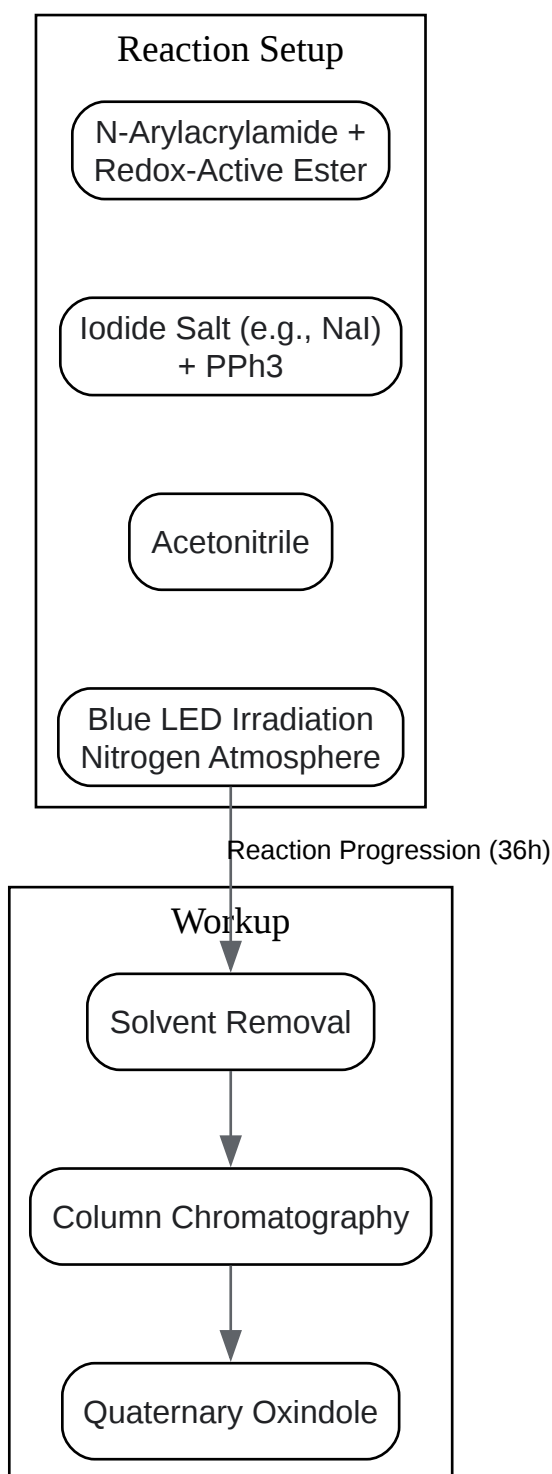 Reaction Setup
N-Arylacrylamide +
Redox-Active Ester
Iodide Salt (e.g., NaI)
+ PPh3
Acetonitrile
Blue LED Irradiation
Nitrogen Atmosphere
Reaction Progression (36h)
Workup
Solvent Removal
Column Chromatography
Quaternary Oxindole